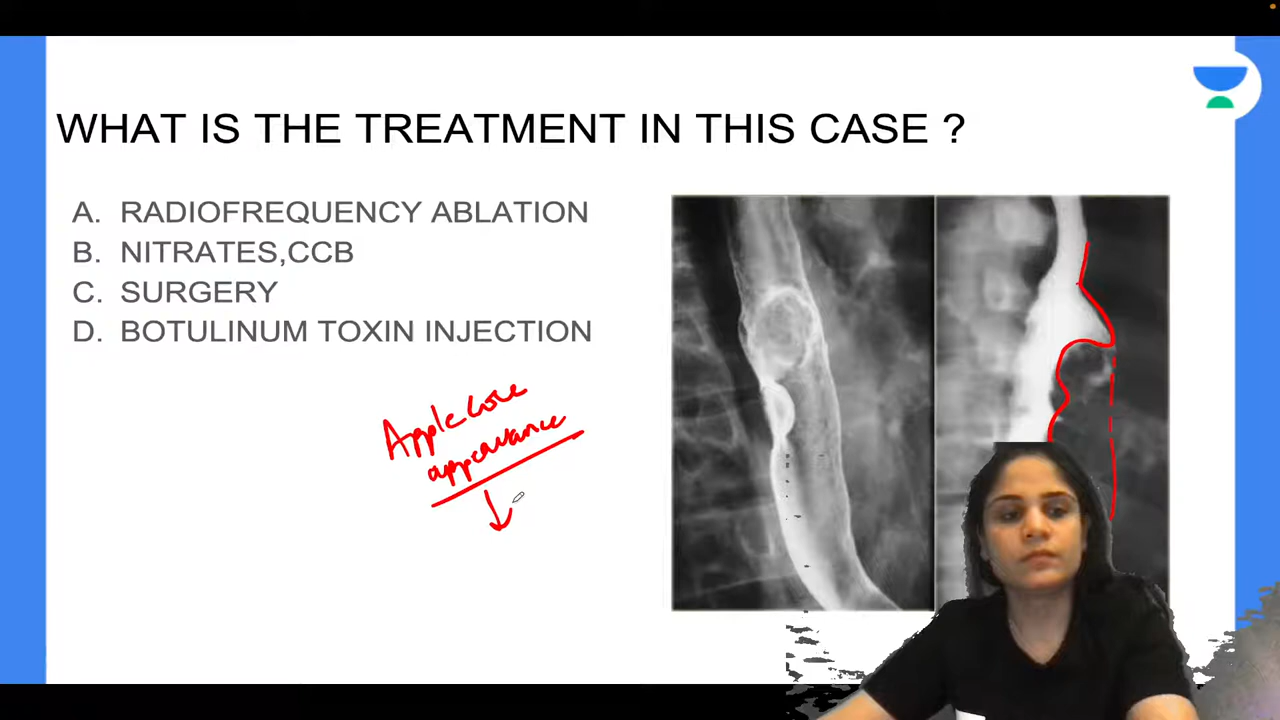 WHAT IS THE TREATMENT IN THIS CASE ?
A. RADIOFREQUENCY ABLATION
B. NITRATES,CCB
C. SURGERY
D. BOTULINUM TOXIN INJECTION
Apple core
appearance